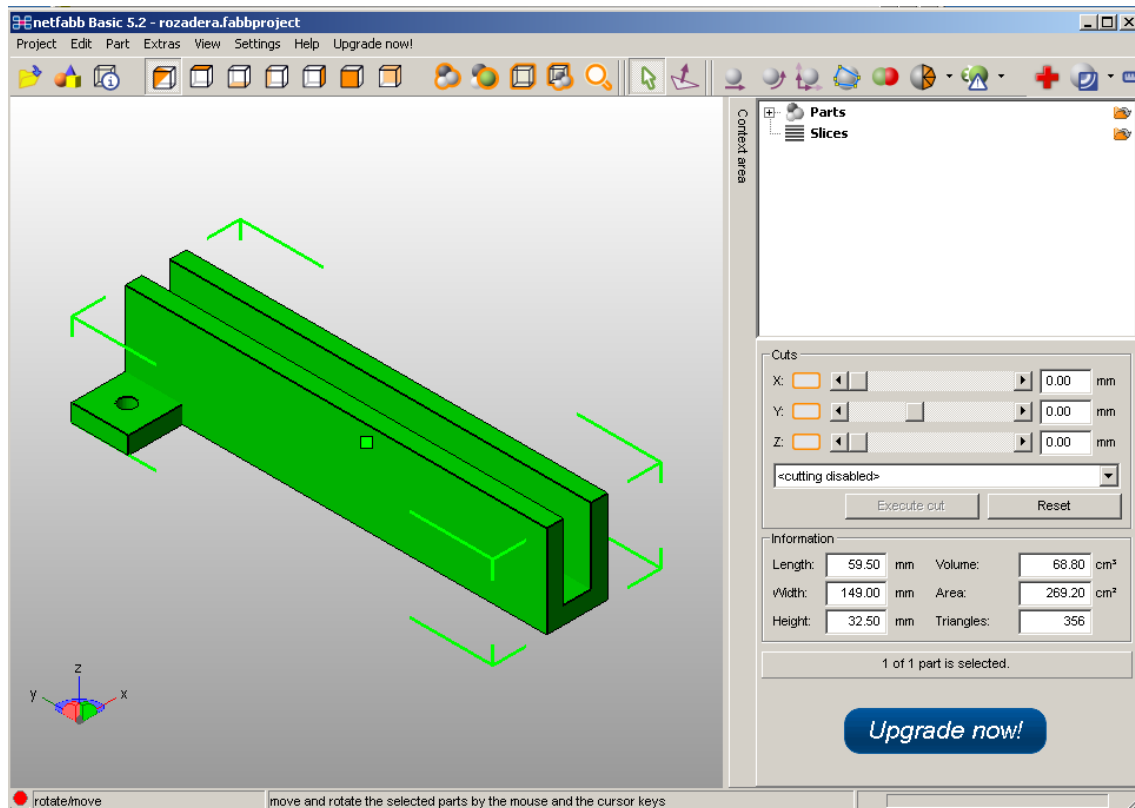 netfabb Basic 5.2 - rozadera.fabbproject
Project Edit Part Extras View Settings Help Upgrade now!
Context area
Parts
Slices
z
y
x
Cuts
X: 0.00 mm
Y: 0.00 mm
Z: 0.00 mm
<cutting disabled>
Execute cut Reset
Information
Length: 59.50 mm Volume: 68.80 cm³
Width: 149.00 mm Area: 269.20 cm²
Height: 32.50 mm Triangles: 356
1 of 1 part is selected.
Upgrade now!
rotate/move move and rotate the selected parts by the mouse and the cursor keys